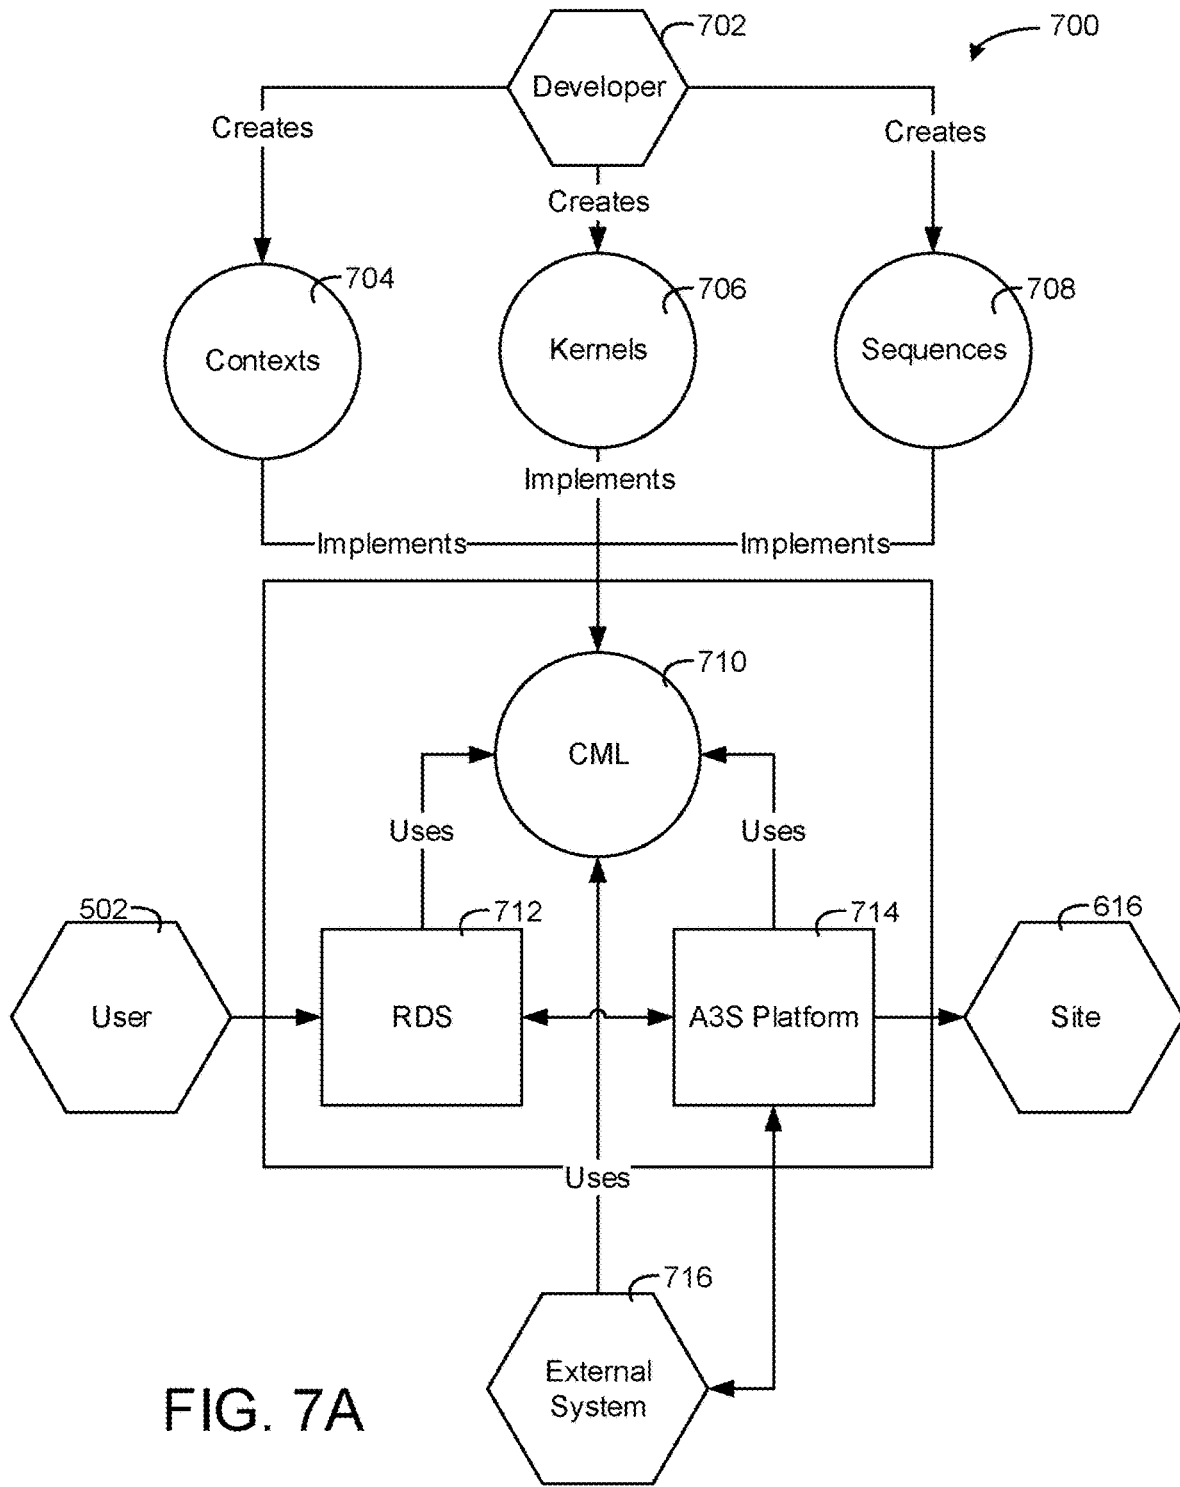 702
700
Developer
Creates
Creates
Creates
704
706
708
Contexts
Kernels
Sequences
Implements
Implements
Implements
710
CML
Uses
Uses
502
712
714
616
User
RDS
A3S Platform
Site
Uses
716
External
System
FIG. 7A